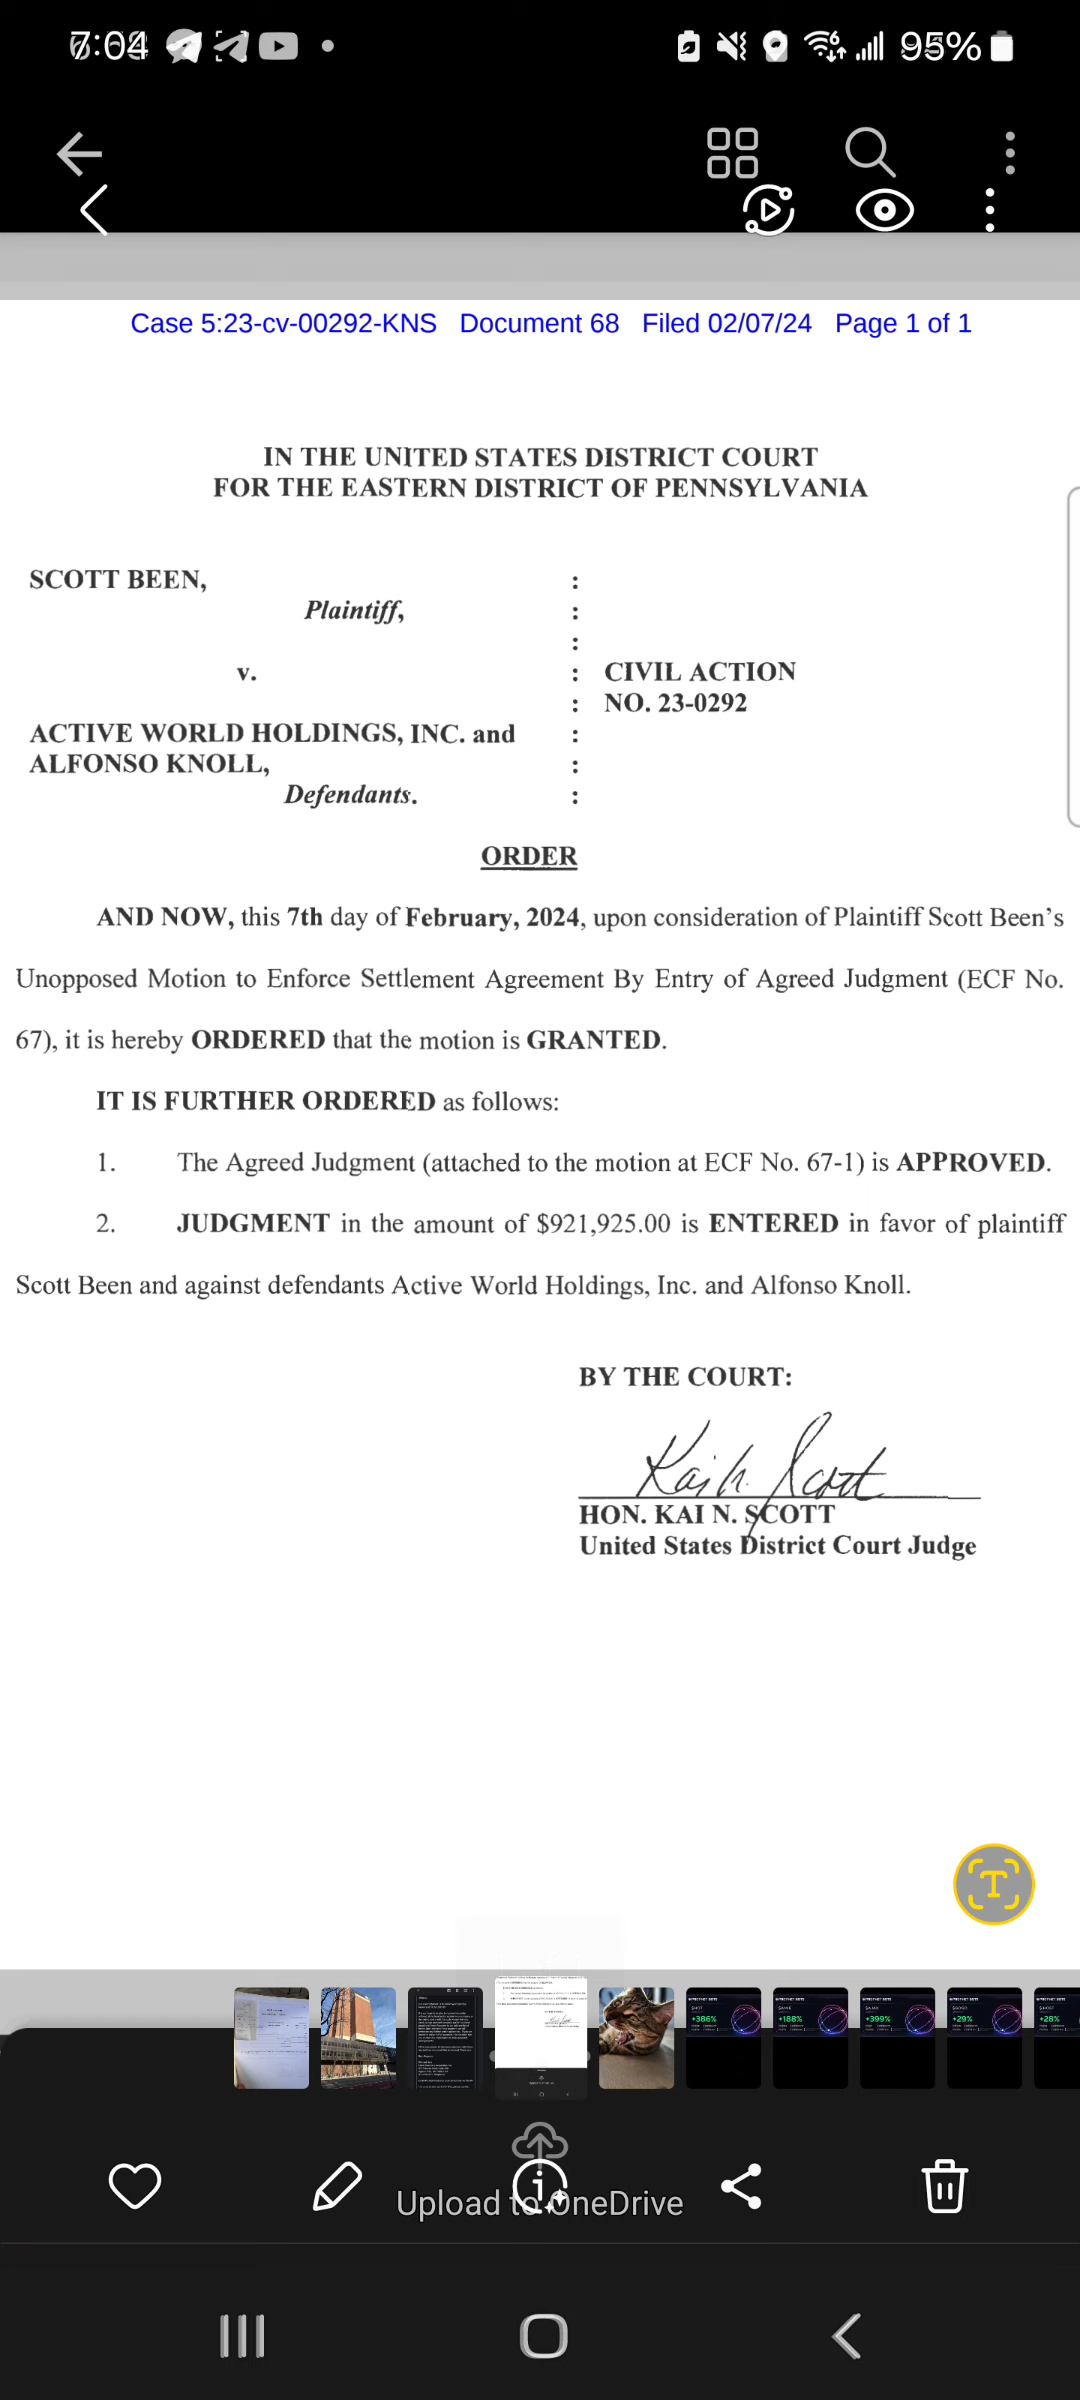 7:04
95%
Case 5:23-cv-00292-KNS Document 68 Filed 02/07/24 Page 1 of 1
IN THE UNITED STATES DISTRICT COURT
FOR THE EASTERN DISTRICT OF PENNSYLVANIA
SCOTT BEEN, :
Plaintiff, :
:
v. : CIVIL ACTION
: NO. 23-0292
ACTIVE WORLD HOLDINGS, INC. and :
ALFONSO KNOLL, :
Defendants. :
ORDER
AND NOW, this 7th day of February, 2024, upon consideration of Plaintiff Scott Been’s
Unopposed Motion to Enforce Settlement Agreement By Entry of Agreed Judgment (ECF No.
67), it is hereby ORDERED that the motion is GRANTED.
IT IS FURTHER ORDERED as follows:
1. The Agreed Judgment (attached to the motion at ECF No. 67-1) is APPROVED.
2. JUDGMENT in the amount of $921,925.00 is ENTERED in favor of plaintiff
Scott Been and against defendants Active World Holdings, Inc. and Alfonso Knoll.
BY THE COURT:
Kai N. Scott
HON. KAI N. SCOTT
United States District Court Judge
T
+386% +188% +399% +29% +28%
Upload to OneDrive